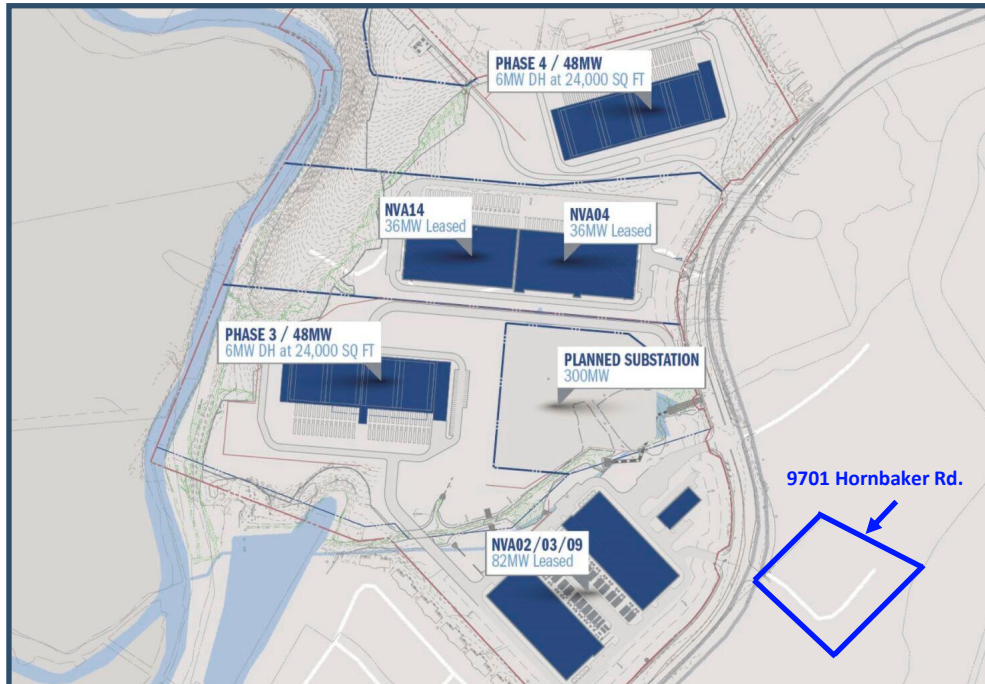 PHASE 4 / 48MW
6MW DH at 24,000 SQ FT
NVA14
36MW Leased
NVA04
36MW Leased
PHASE 3 / 48MW
6MW DH at 24,000 SQ FT
PLANNED SUBSTATION
300MW
9701 Hornbaker Rd.
NVA02/03/09
82MW Leased